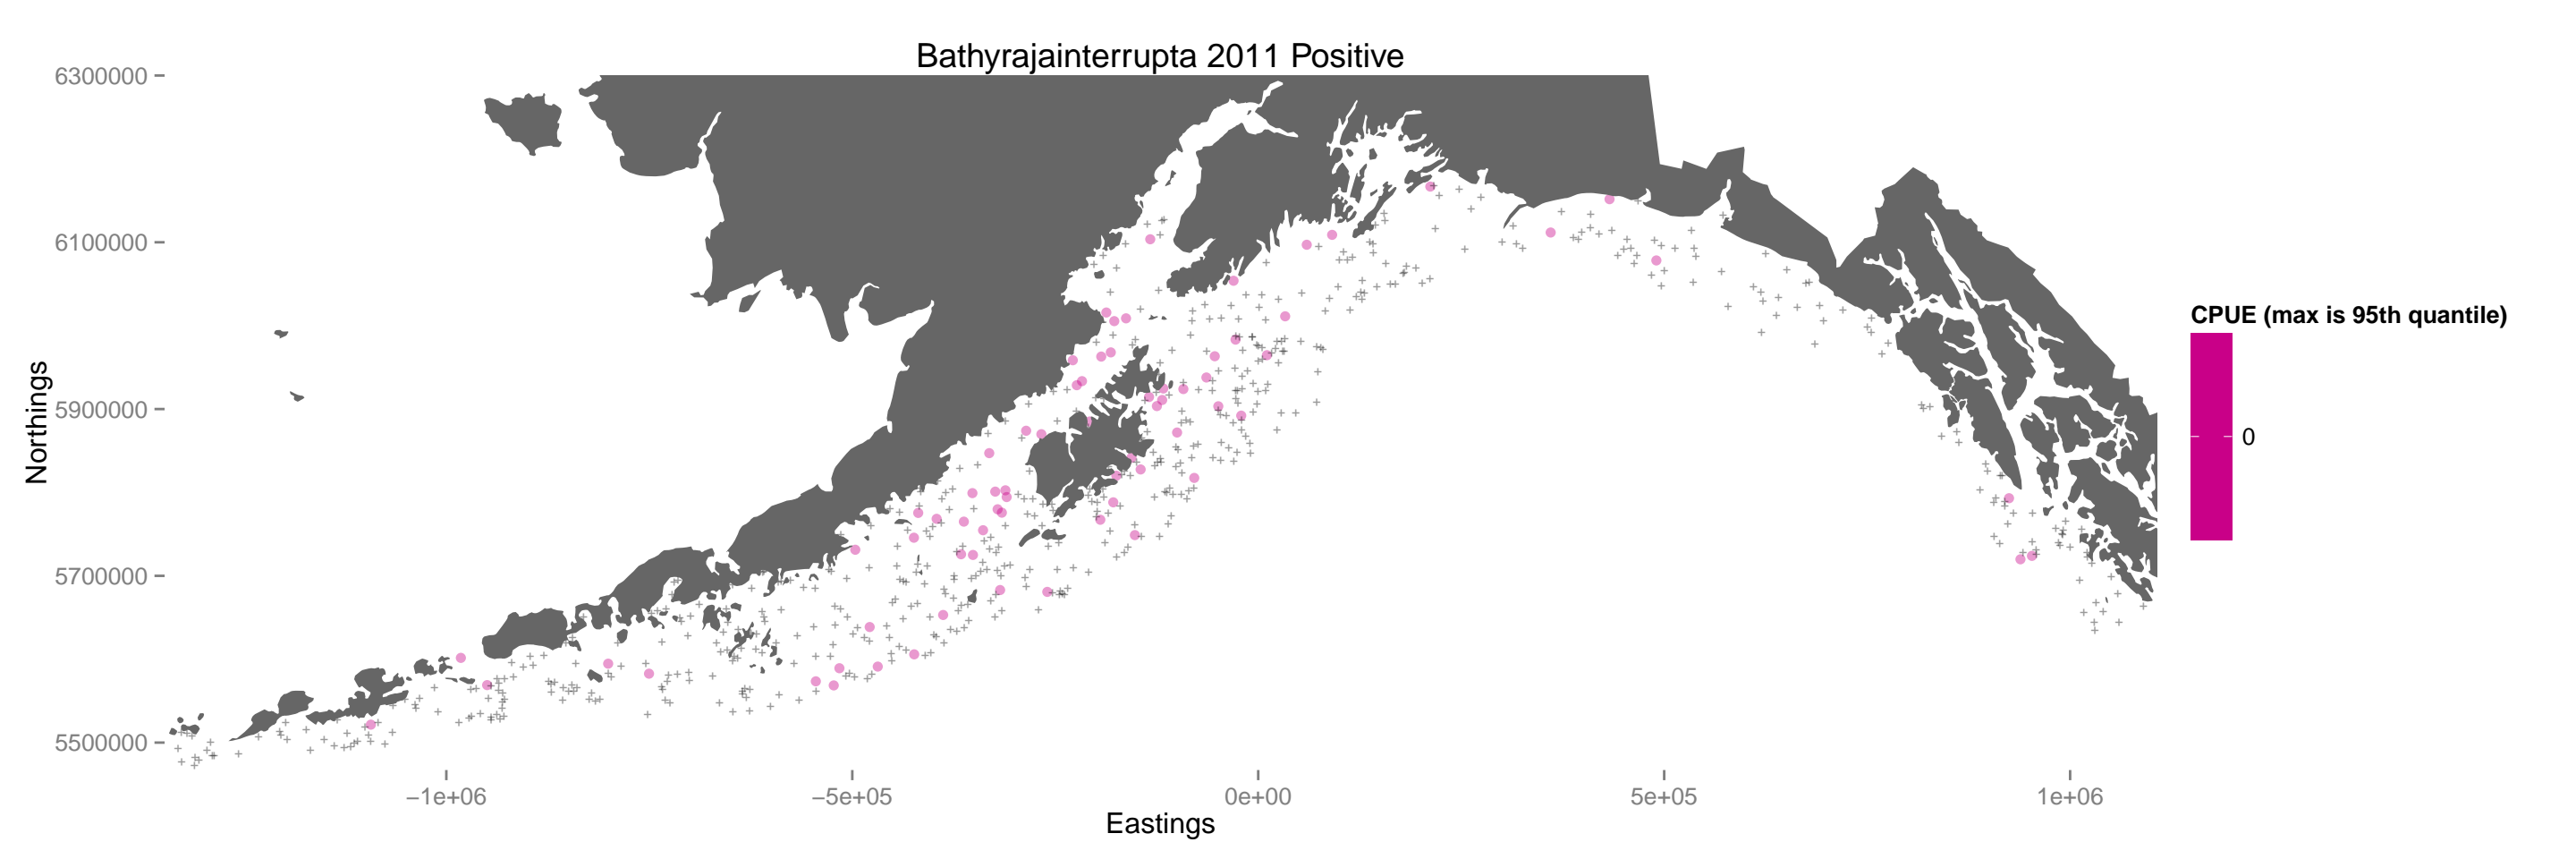 Bathyrajainterrupta 2011 Positive
6300000
6100000
5900000
5700000
5500000
Northings
−1e+06
−5e+05
0e+00
5e+05
1e+06
Eastings
CPUE (max is 95th quantile)
0